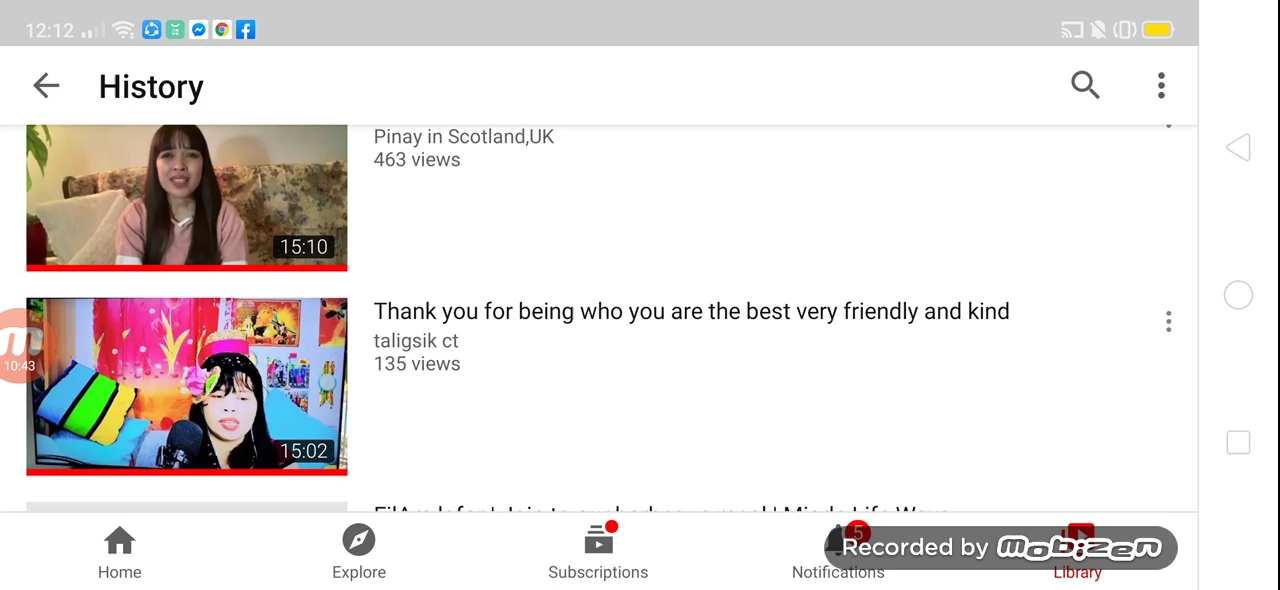 12:12
History
Pinay in Scotland,UK
463 views
15:10
Thank you for being who you are the best very friendly and kind
taligsik ct
135 views
15:02
10:43
Home
Explore
Subscriptions
5
Notifications
Library
Recorded by mobizen